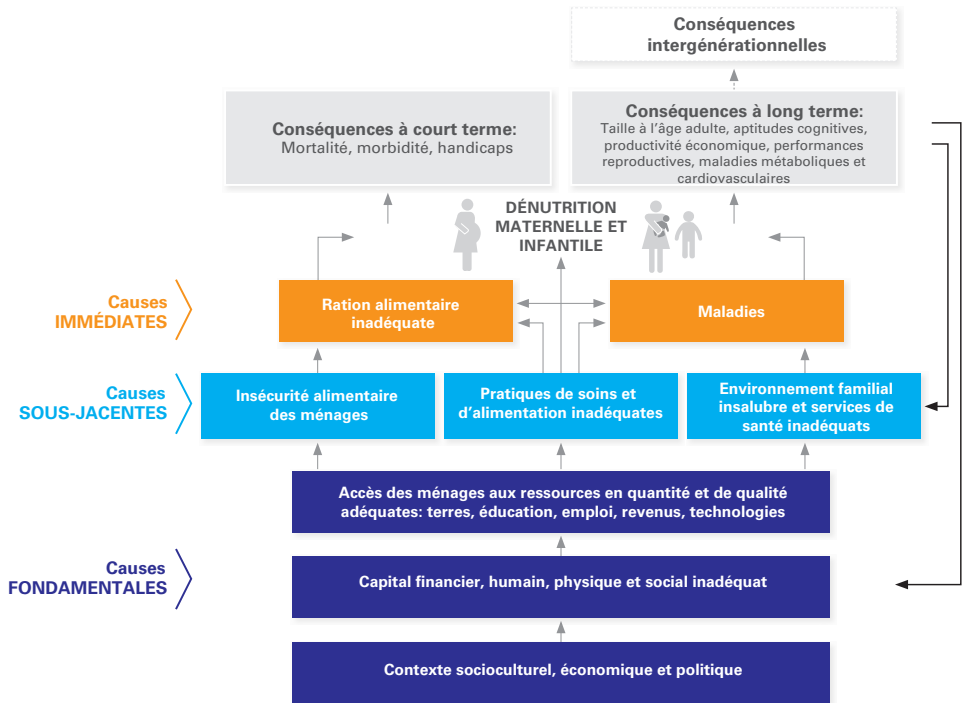 Conséquences
intergénérationnelles
Conséquences à court terme:
Mortalité, morbidité, handicaps
Conséquences à long terme:
Taille à l’âge adulte, aptitudes cognitives,
productivité économique, performances
reproductives, maladies métaboliques et
cardiovasculaires
DÉNUTRITION
MATERNELLE ET
INFANTILE
Causes
IMMÉDIATES
Ration alimentaire
inadéquate
Maladies
Causes
SOUS-JACENTES
Insécurité alimentaire
des ménages
Pratiques de soins et
d’alimentation inadéquates
Environnement familial
insalubre et services de
santé inadéquats
Accès des ménages aux ressources en quantité et de qualité
adéquates: terres, éducation, emploi, revenus, technologies
Causes
FONDAMENTALES
Capital financier, humain, physique et social inadéquat
Contexte socioculturel, économique et politique